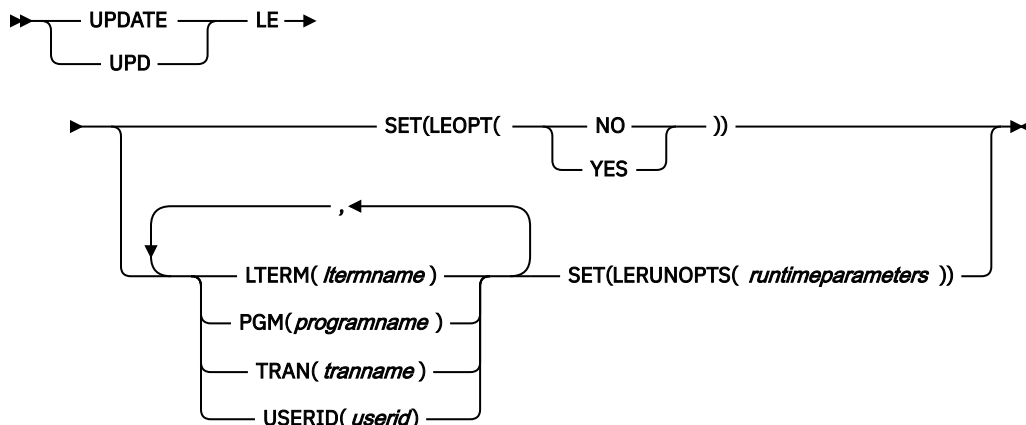 UPDATE LE
UPD
SET(LEOPT( NO ))
YES
,
LTERM( ltermname ) SET(LERUNOPTS( runtimeparameters ))
PGM( programname )
TRAN( tranname )
USERID( userid)